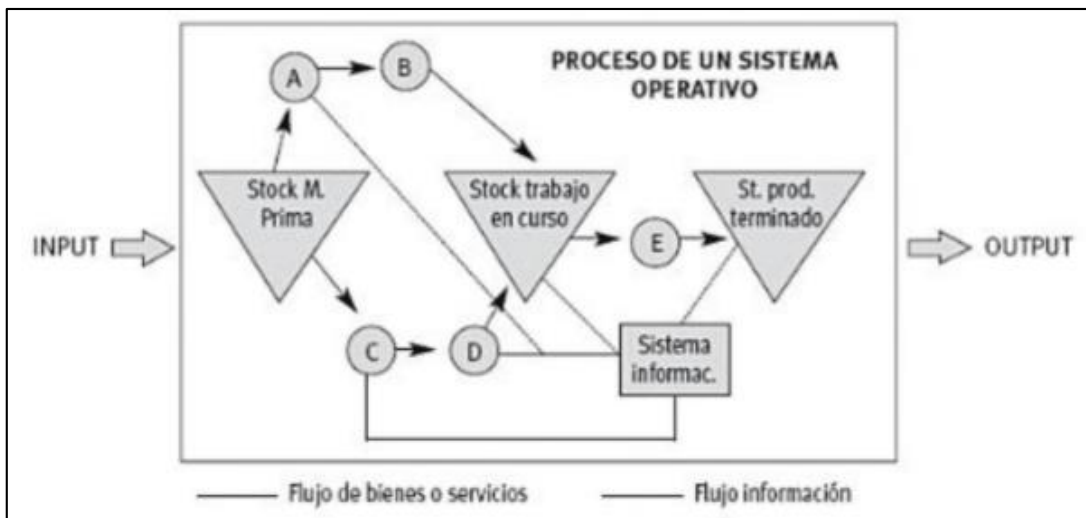 PROCESO DE UN SISTEMA
OPERATIVO
A
B
Stock M.
Prima
Stock trabajo
en curso
St. prod.
terminado
INPUT
E
OUTPUT
C
D
Sistema
informac.
Flujo de bienes o servicios
Flujo información